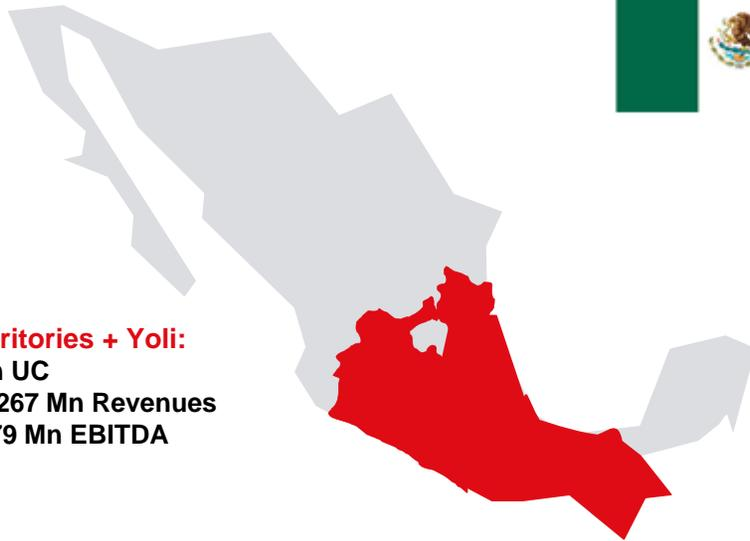 ritories + Yoli:
UC
267 Mn Revenues
79 Mn EBITDA